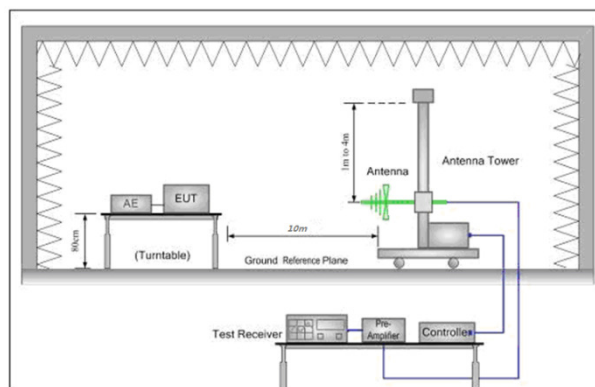 1m to 4m
Antenna
Antenna Tower
AE
EUT
80cm
(Turntable)
10m
Ground Reference Plane
Test Receiver
Pre-
Amplifier
Controller